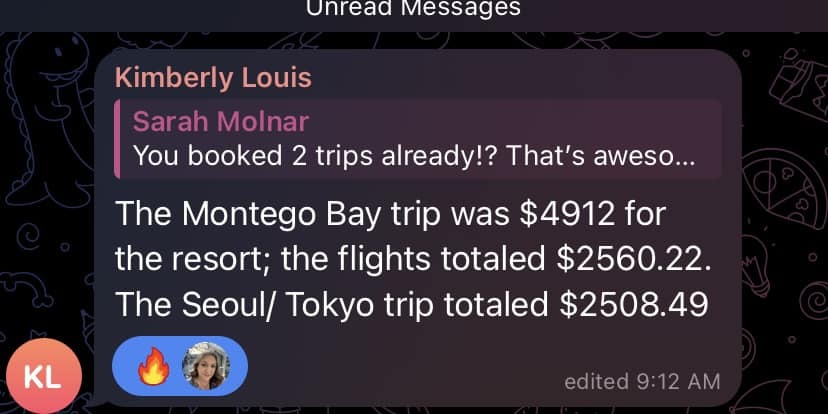 Unread Messages
Kimberly Louis
Sarah Molnar
You booked 2 trips already!? That’s aweso...
The Montego Bay trip was $4912 for
the resort; the flights totaled $2560.22.
The Seoul/ Tokyo trip totaled $2508.49
KL
edited 9:12 AM